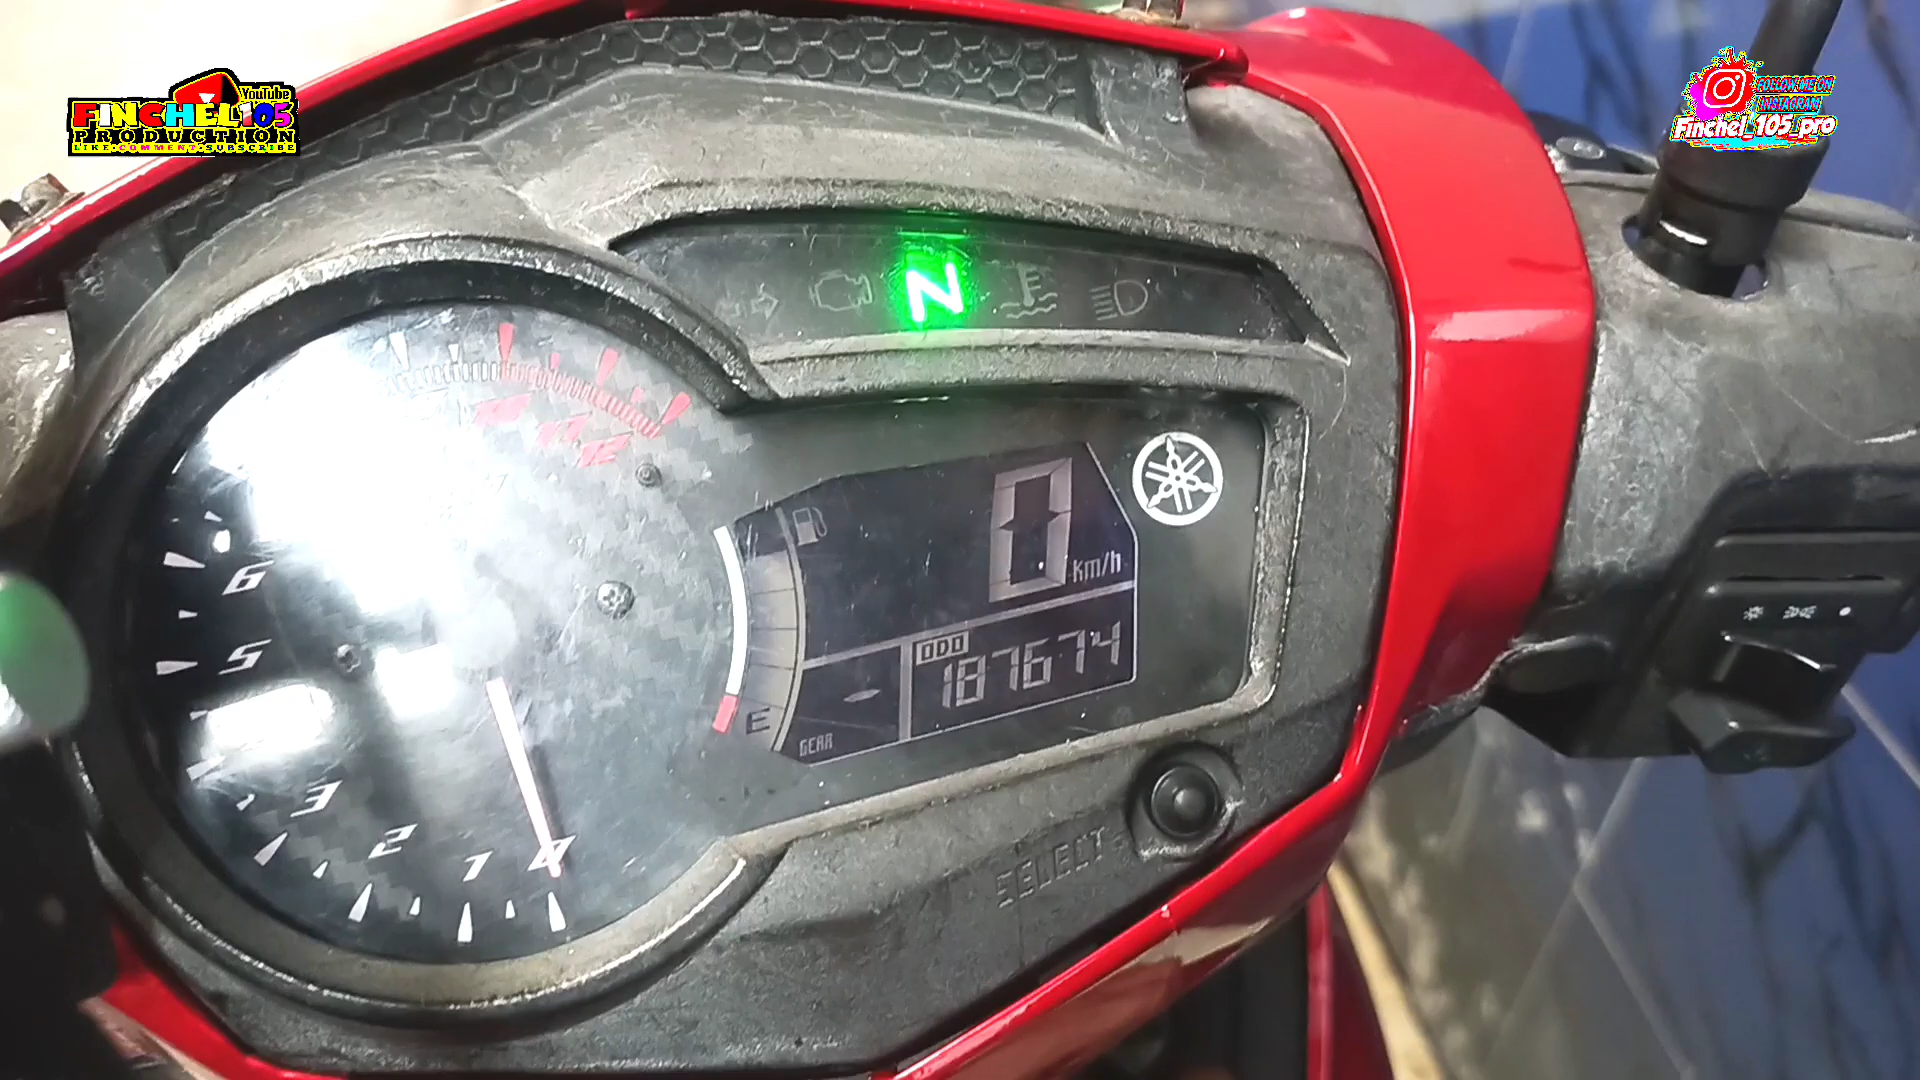 YouTube
FINCHEL105
PRODUCTION
LIKE.COMMENT.SUBSCRIBE
FOLLOW ME ON
INSTAGRAM
Finchel_105_pro
N
0
km/h
ODO
187674
-
GEAR
E
12
6
5
3
2
1
0
SELECT